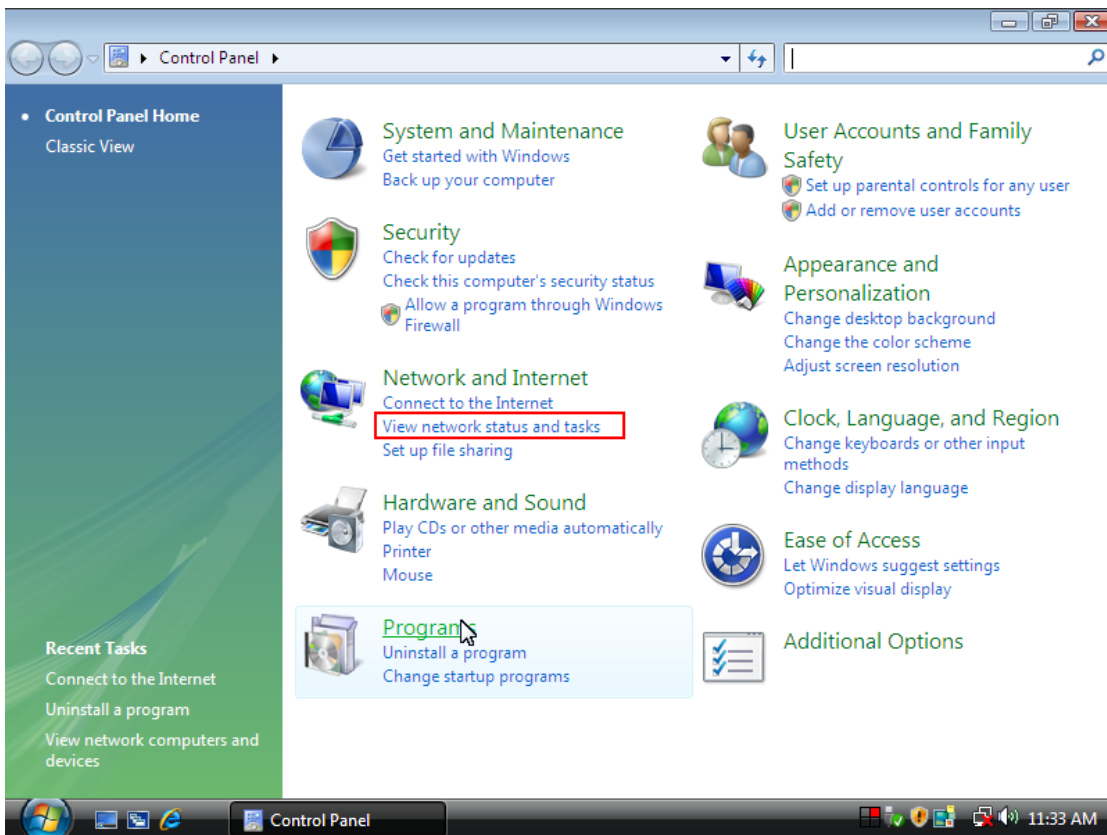 Control Panel
Control Panel Home
Classic View
System and Maintenance
Get started with Windows
Back up your computer
Security
Check for updates
Check this computer's security status
Allow a program through Windows
Firewall
Network and Internet
Connect to the Internet
View network status and tasks
Set up file sharing
Hardware and Sound
Play CDs or other media automatically
Printer
Mouse
Programs
Uninstall a program
Change startup programs
User Accounts and Family
Safety
Set up parental controls for any user
Add or remove user accounts
Appearance and
Personalization
Change desktop background
Change the color scheme
Adjust screen resolution
Clock, Language, and Region
Change keyboards or other input
methods
Change display language
Ease of Access
Let Windows suggest settings
Optimize visual display
Additional Options
Recent Tasks
Connect to the Internet
Uninstall a program
View network computers and
devices
Control Panel
11:33 AM